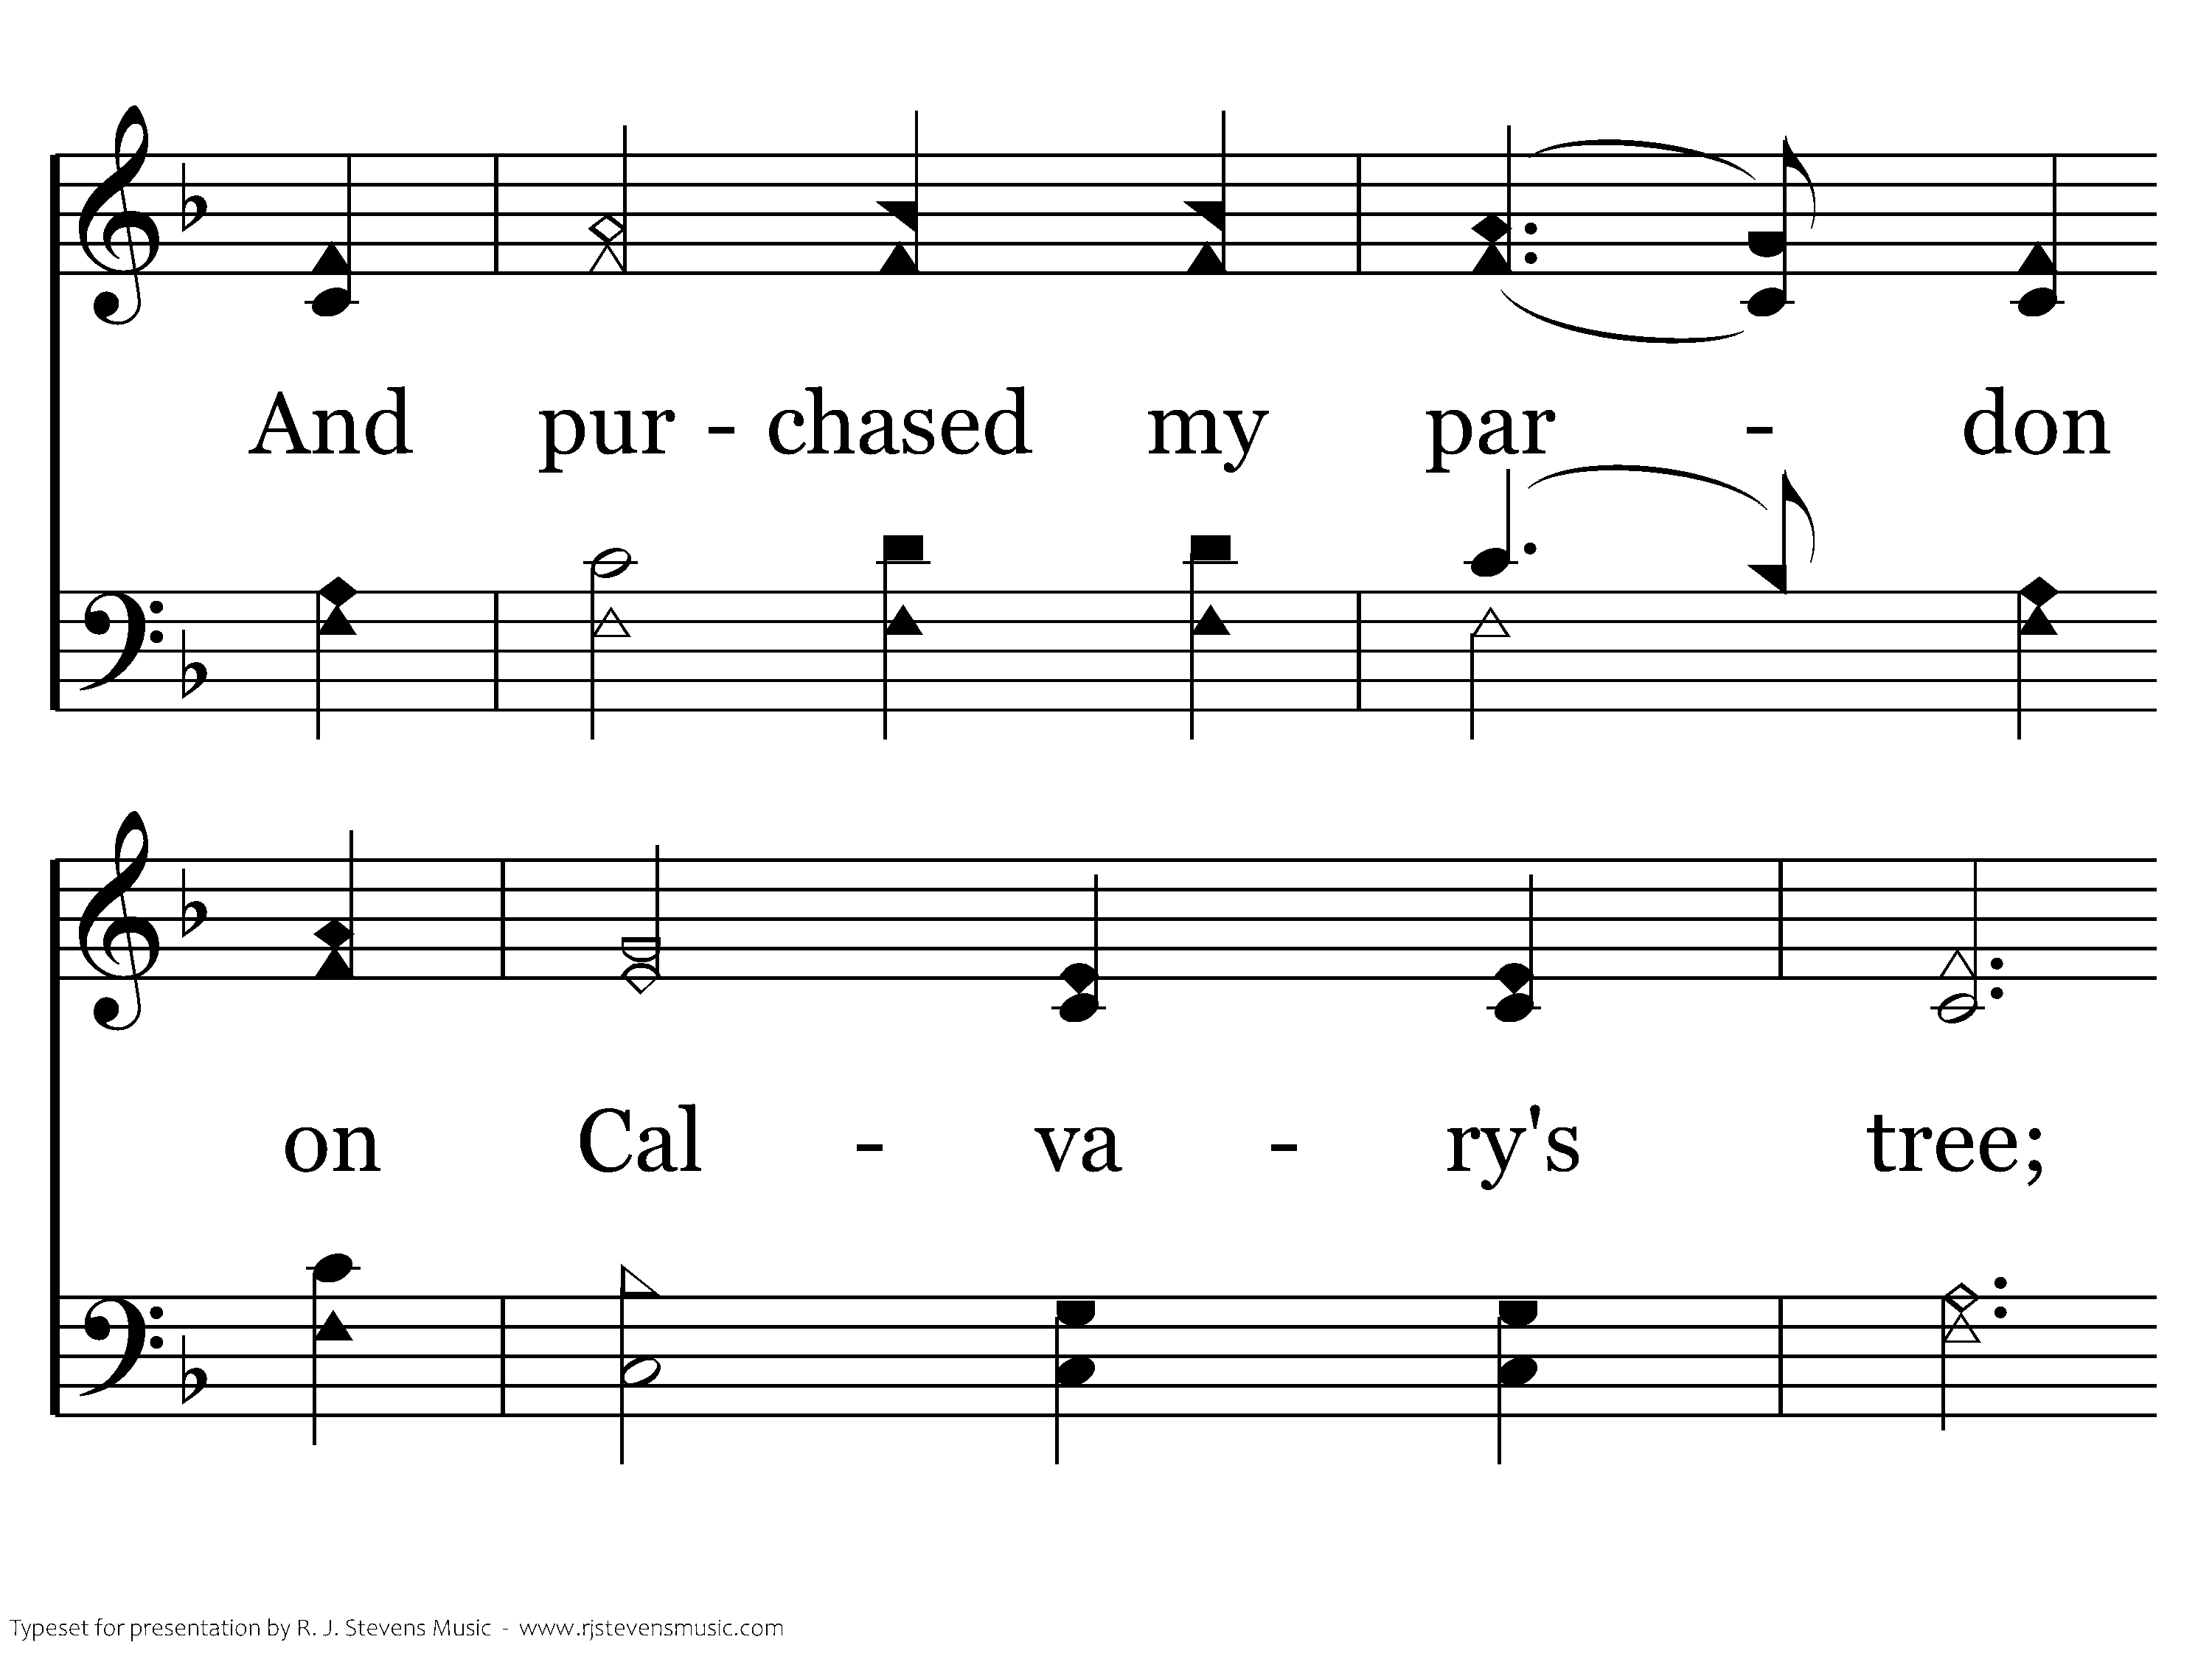 And pur - chased my par - don
on Cal - va - ry's tree;
Typeset for presentation by R. J. Stevens Music - www.rjstevensmusic.com